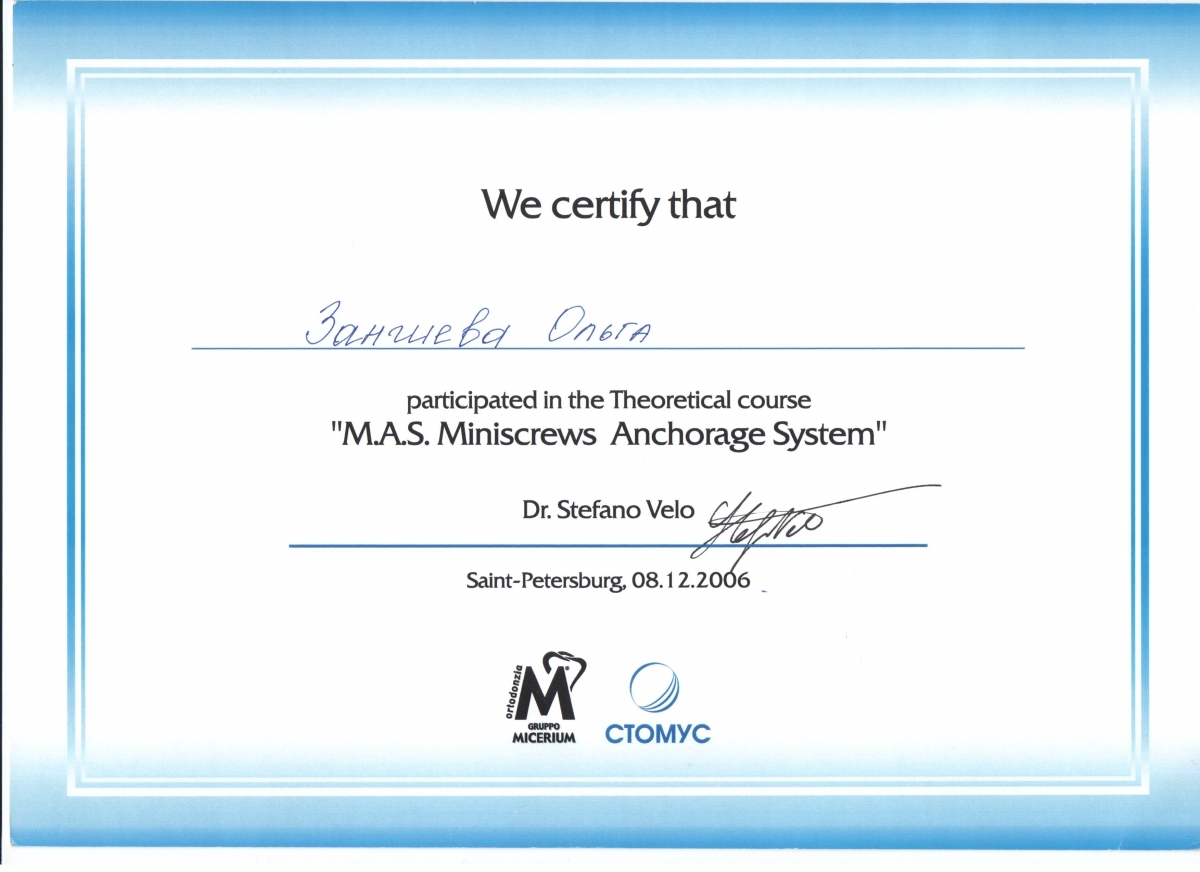 We certify that
Зангиева Ольга
participated in the Theoretical course
"M.A.S. Miniscrews Anchorage System"
Dr. Stefano Velo
Saint-Petersburg, 08.12.2006
ortodonzia
M
GRUPPO
MICERIUM
СТОМУС